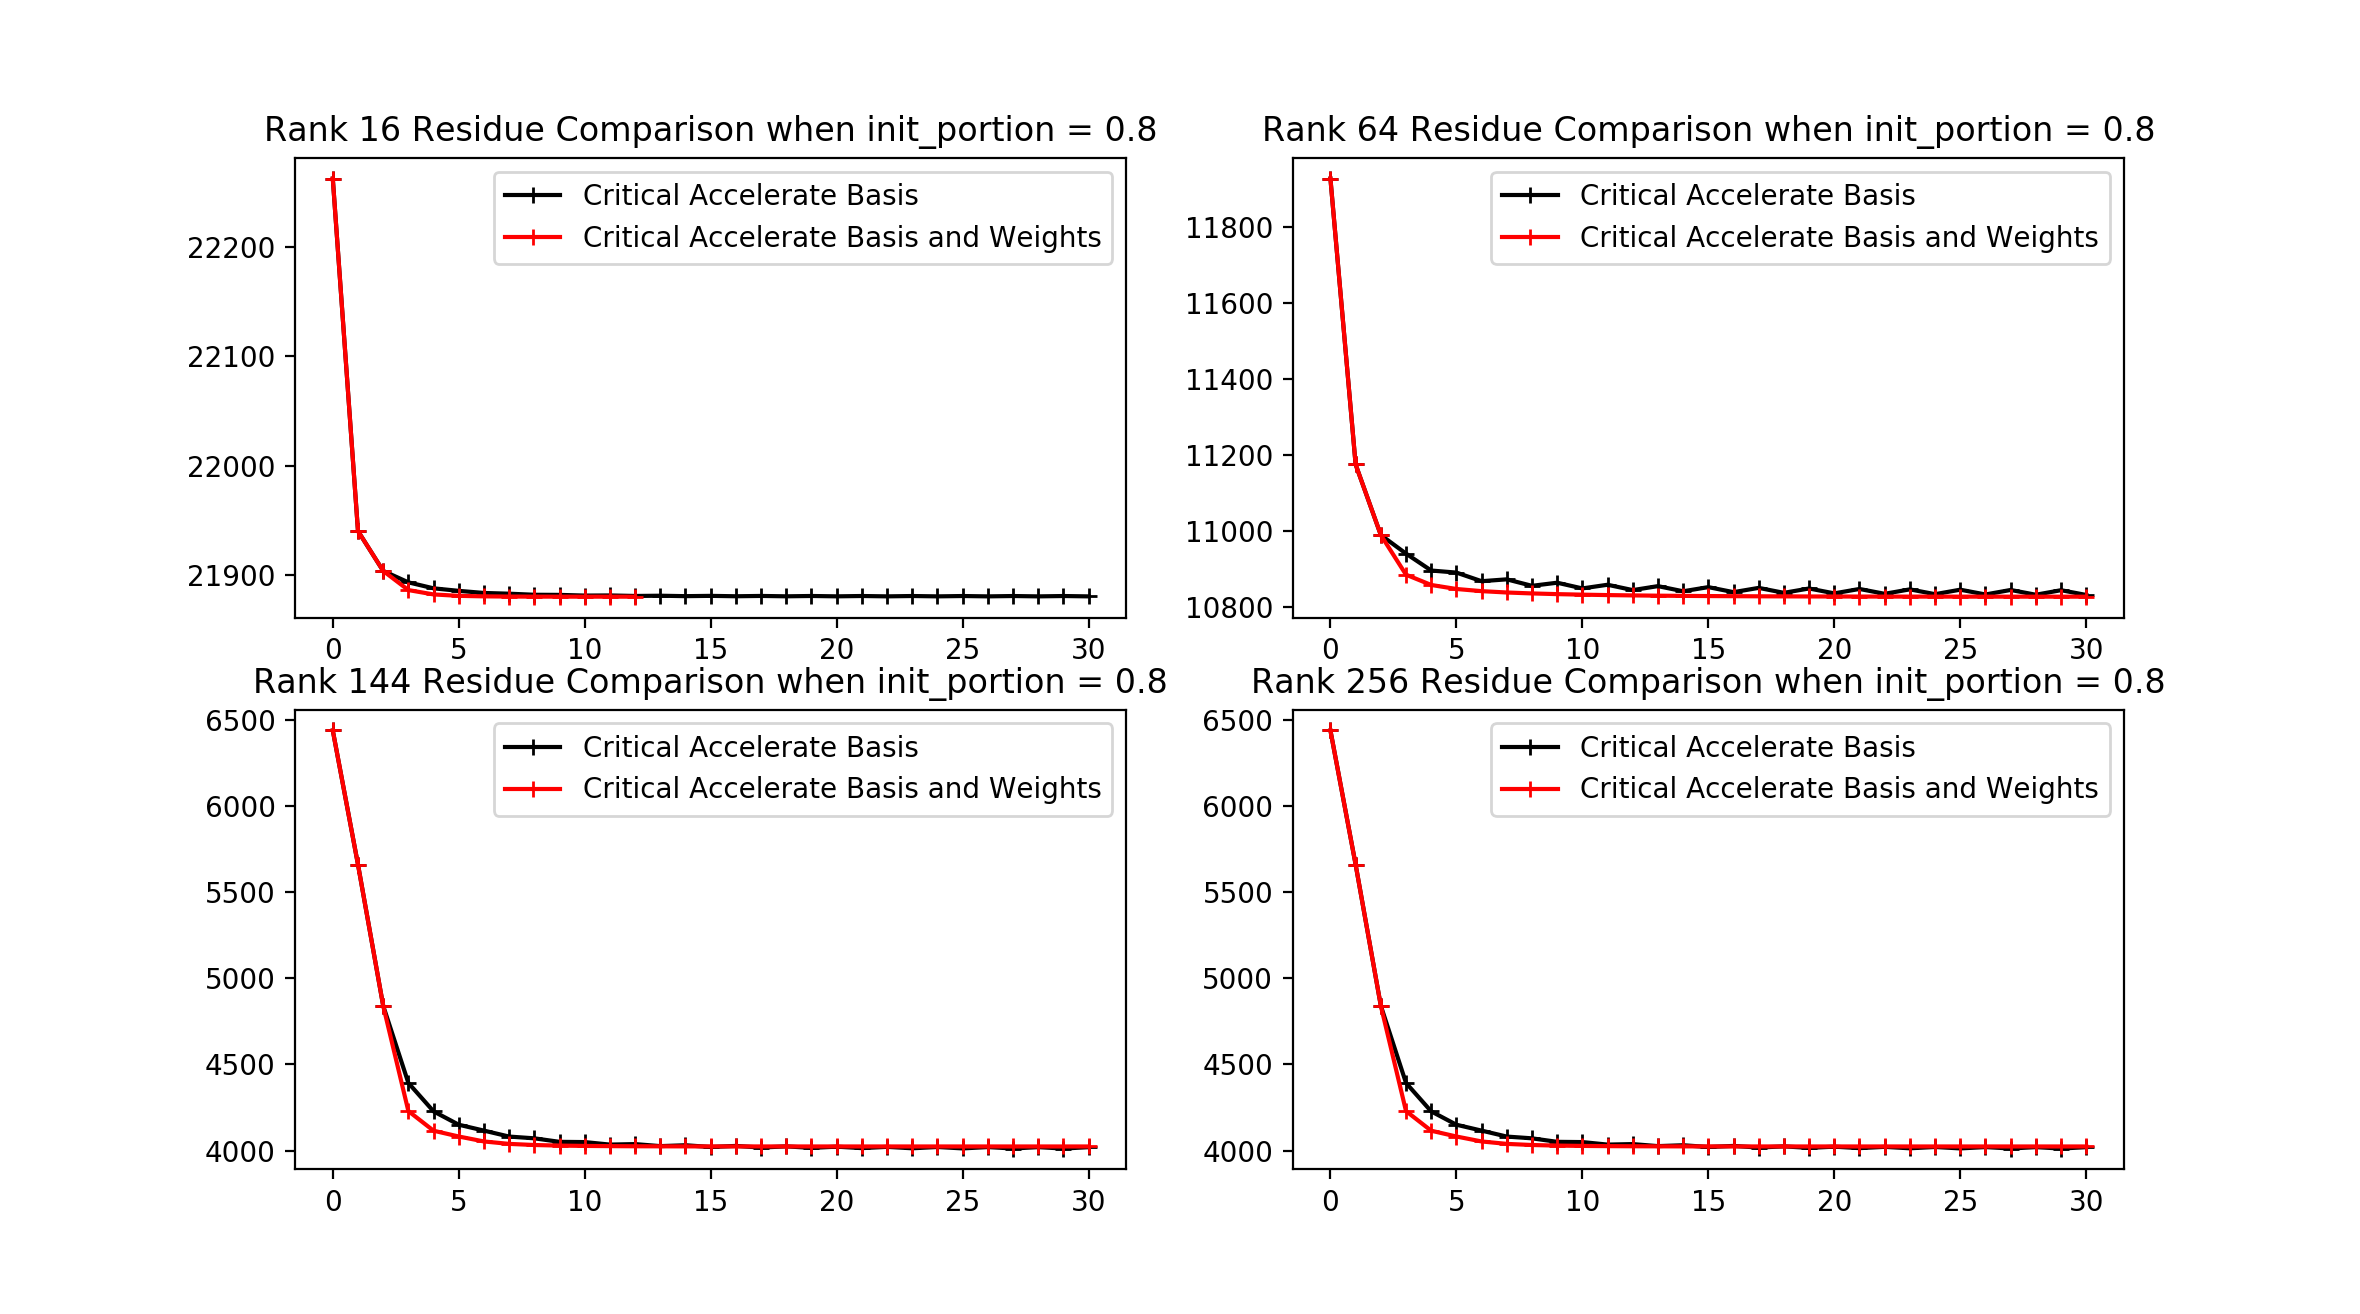 Rank 16 Residue Comparison when init_portion = 0.8
Critical Accelerate Basis
Critical Accelerate Basis and Weights
22200
22100
22000
21900
0 5 10 15 20 25 30
Rank 64 Residue Comparison when init_portion = 0.8
Critical Accelerate Basis
Critical Accelerate Basis and Weights
11800
11600
11400
11200
11000
10800
0 5 10 15 20 25 30
Rank 144 Residue Comparison when init_portion = 0.8
Critical Accelerate Basis
Critical Accelerate Basis and Weights
6500
6000
5500
5000
4500
4000
0 5 10 15 20 25 30
Rank 256 Residue Comparison when init_portion = 0.8
Critical Accelerate Basis
Critical Accelerate Basis and Weights
6500
6000
5500
5000
4500
4000
0 5 10 15 20 25 30